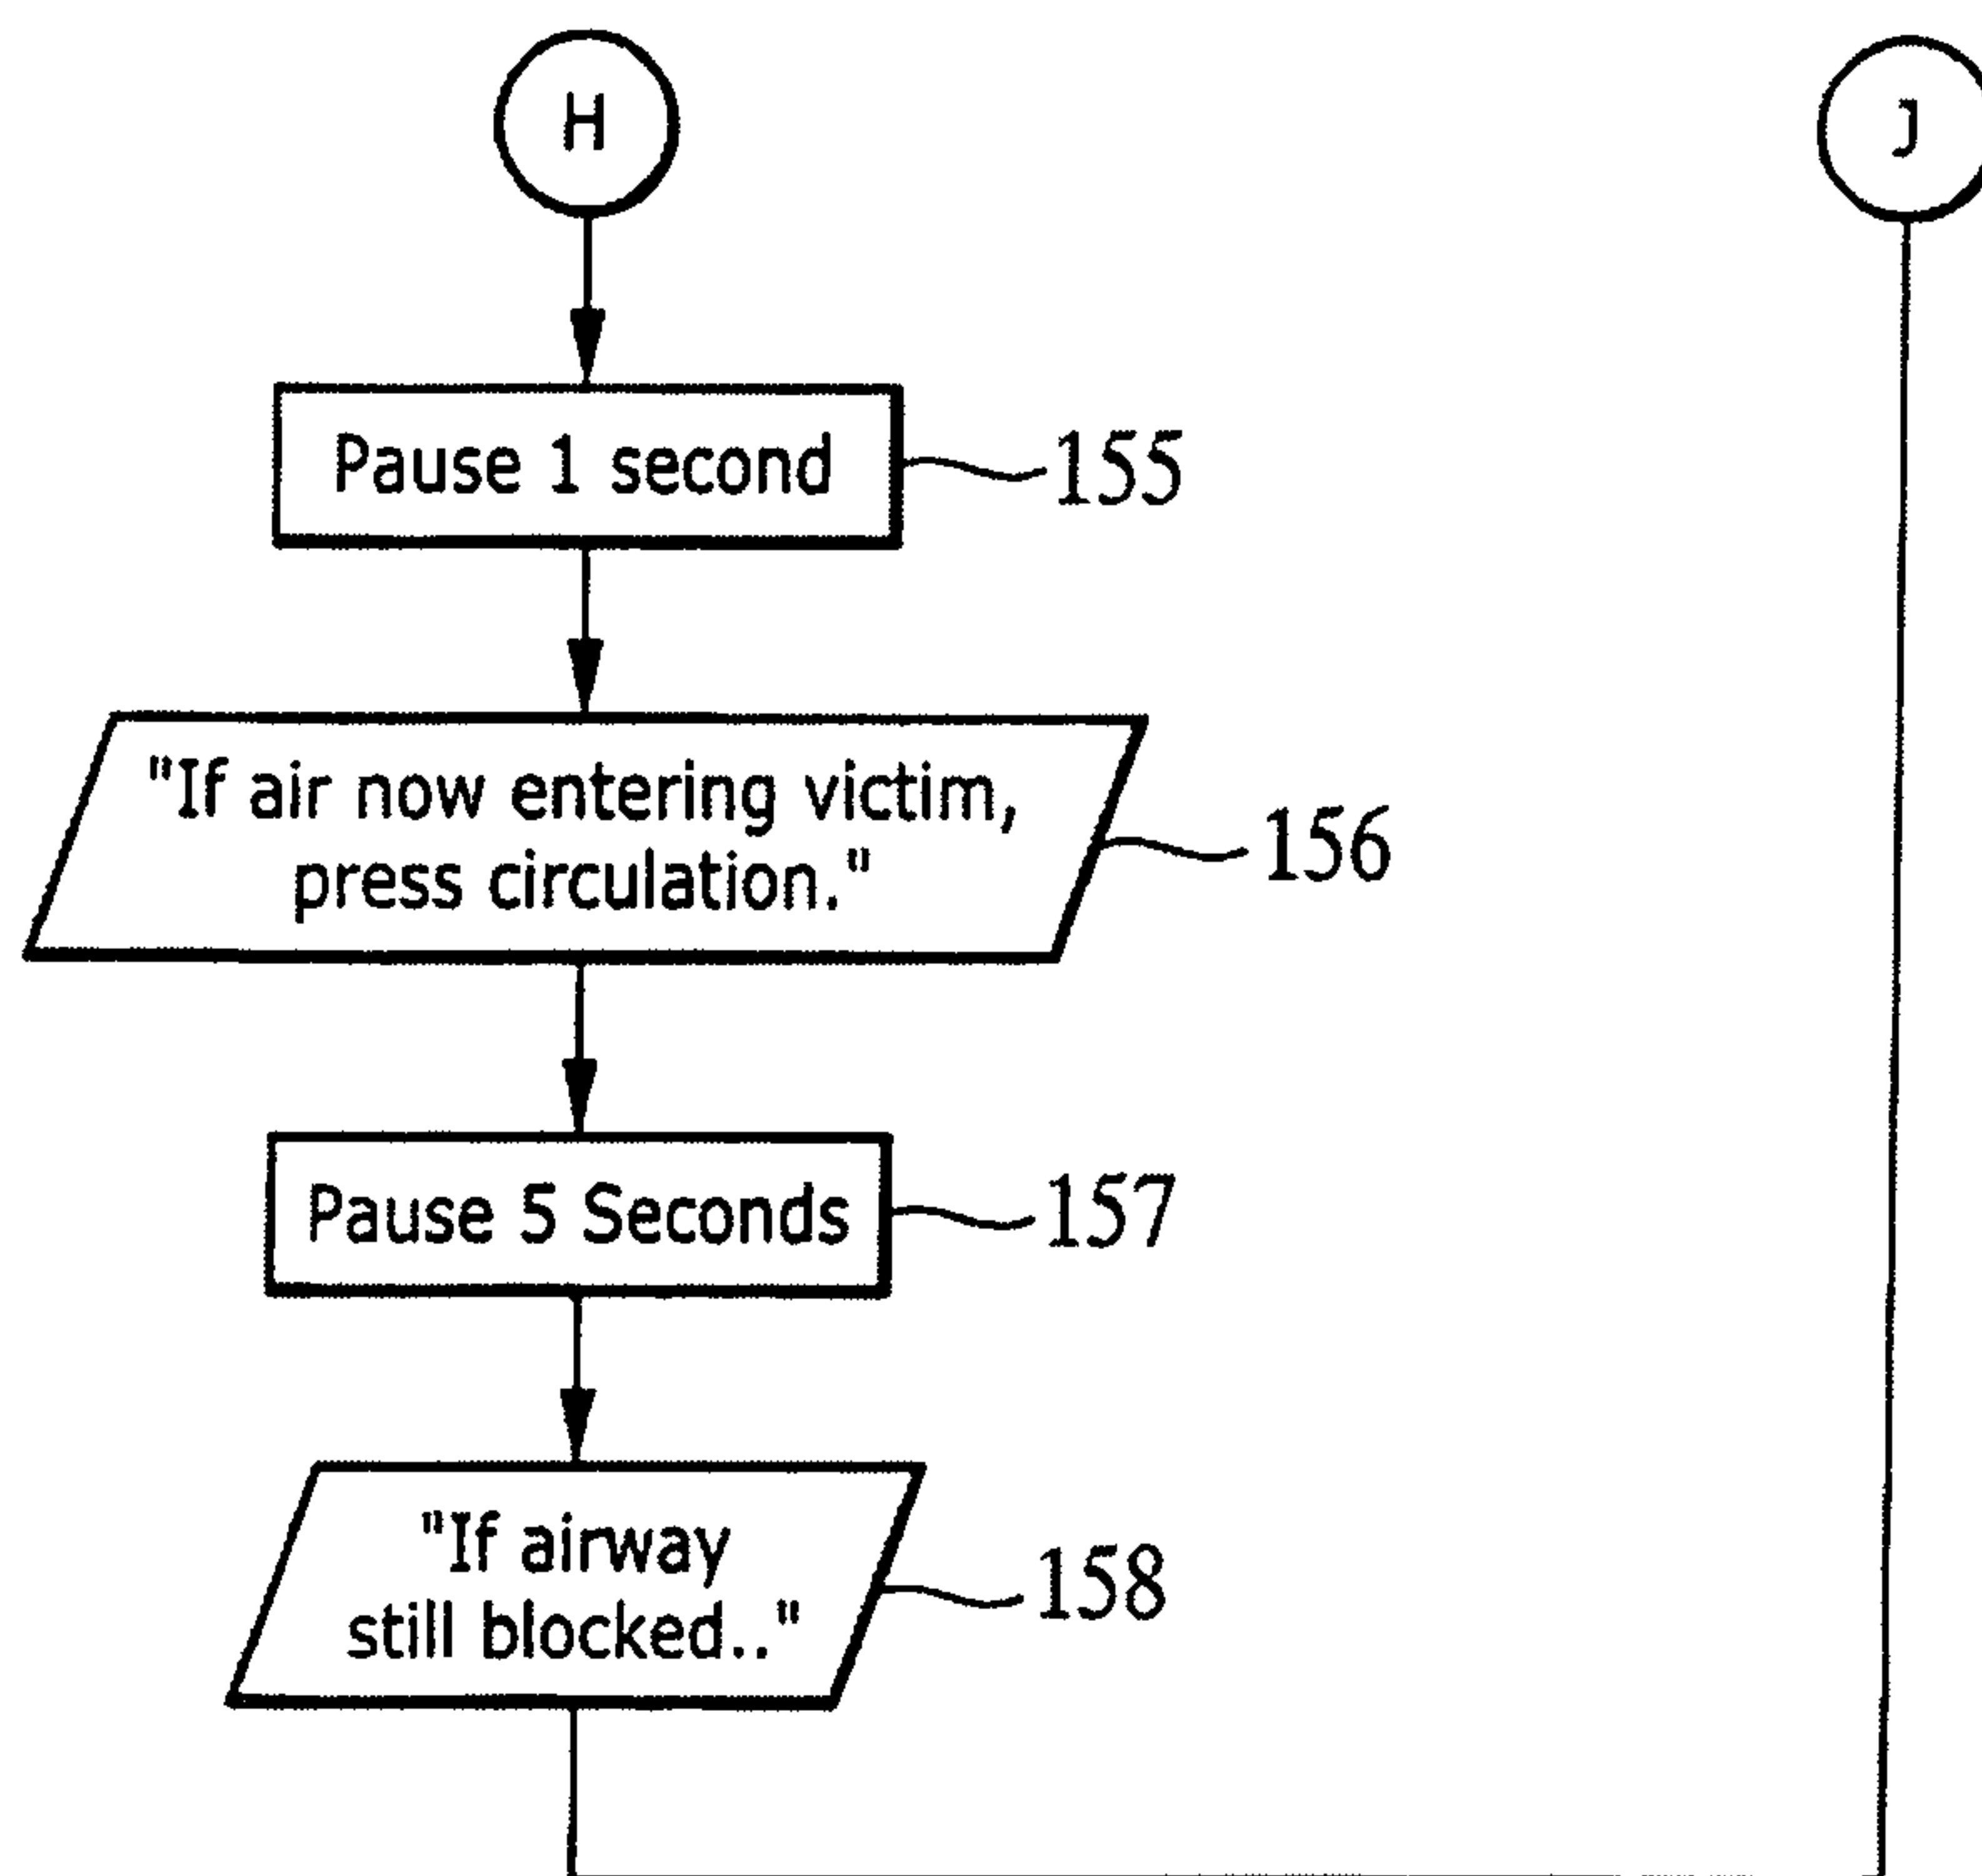 H
J
Pause 1 second
155
"If air now entering victim,
press circulation."
156
Pause 5 Seconds
157
"If airway
still blocked.."
158